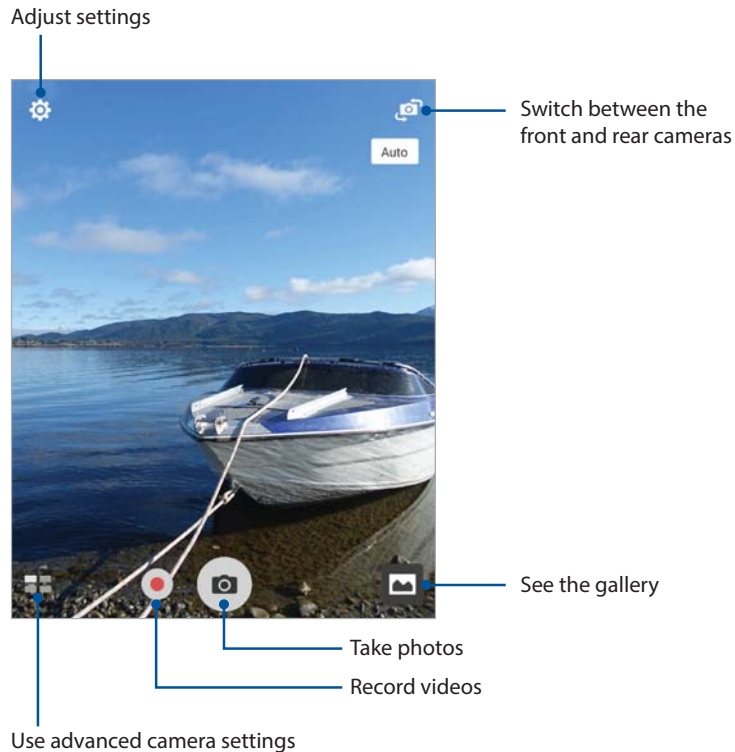 Adjust settings
Switch between the
front and rear cameras
Auto
See the gallery
Take photos
Record videos
Use advanced camera settings